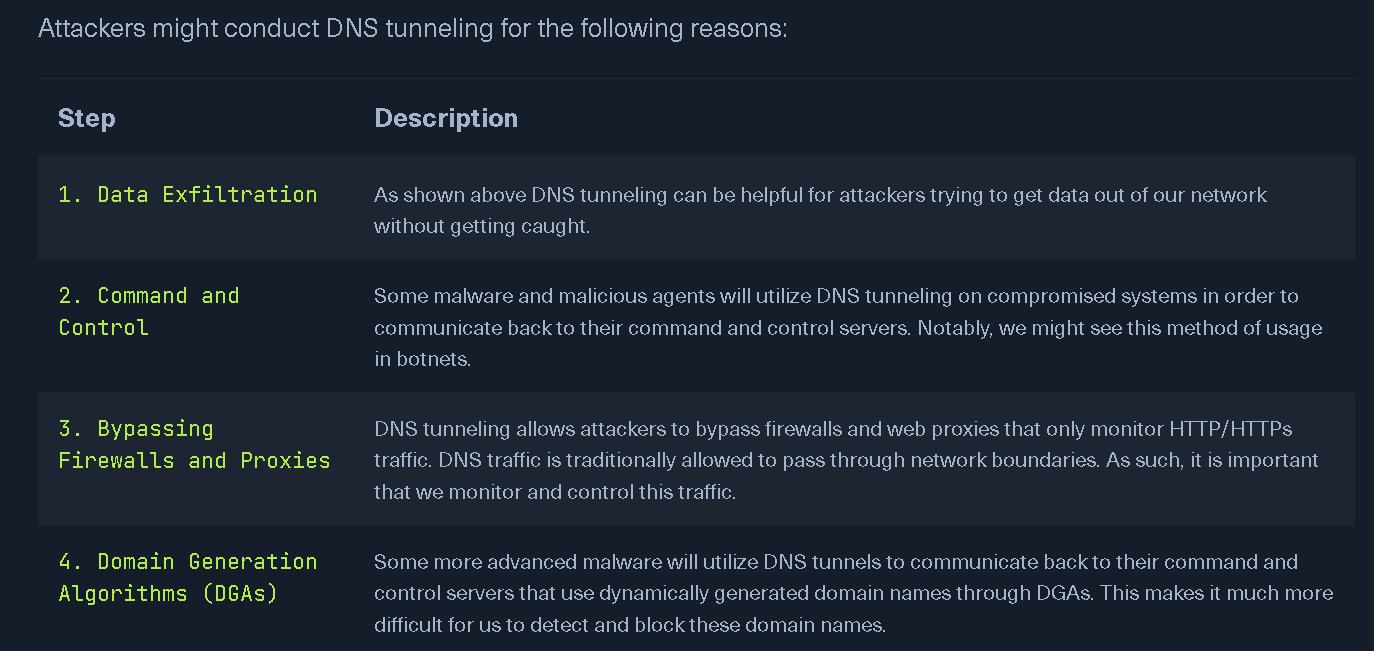 Attackers might conduct DNS tunneling for the following reasons:
Step Description
1. Data Exfiltration As shown above DNS tunneling can be helpful for attackers trying to get data out of our network
without getting caught.
2. Command and Some malware and malicious agents will utilize DNS tunneling on compromised systems in order to
Control communicate back to their command and control servers. Notably, we might see this method of usage
in botnets.
3. Bypassing DNS tunneling allows attackers to bypass firewalls and web proxies that only monitor HTTP/HTTPs
Firewalls and Proxies traffic. DNS traffic is traditionally allowed to pass through network boundaries. As such, it is important
that we monitor and control this traffic.
4. Domain Generation Some more advanced malware will utilize DNS tunnels to communicate back to their command and
Algorithms (DGAs) control servers that use dynamically generated domain names through DGAs. This makes it much more
difficult for us to detect and block these domain names.